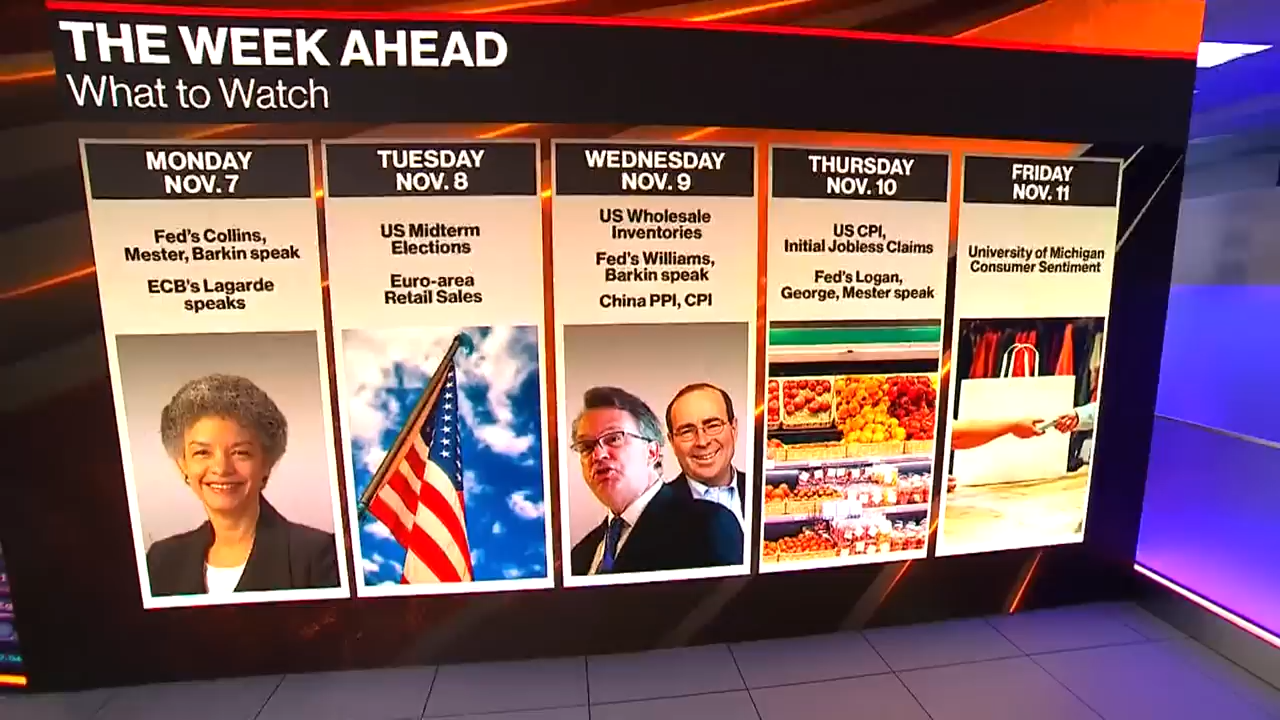 THE WEEK AHEAD
What to Watch
MONDAY
NOV. 7
Fed's Collins,
Mester, Barkin speak
ECB's Lagarde
speaks
TUESDAY
NOV. 8
US Midterm
Elections
Euro-area
Retail Sales
WEDNESDAY
NOV. 9
US Wholesale
Inventories
Fed's Williams,
Barkin speak
China PPI, CPI
THURSDAY
NOV. 10
US CPI,
Initial Jobless Claims
Fed's Logan,
George, Mester speak
FRIDAY
NOV. 11
University of Michigan
Consumer Sentiment